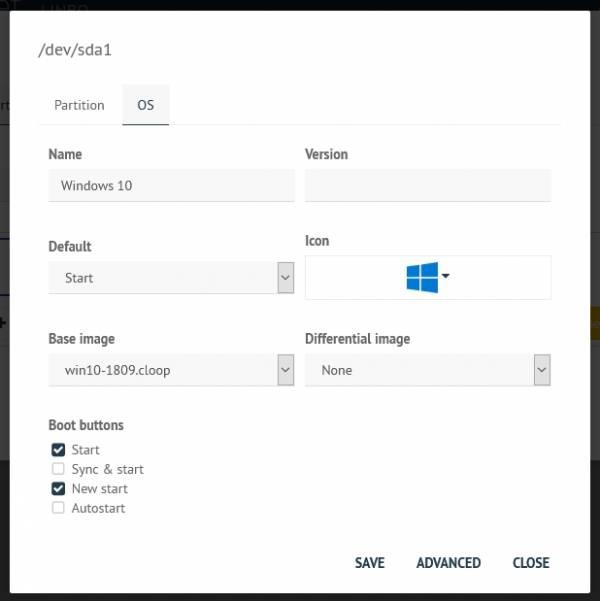 LINBO
/dev/sda1
Partition OS
Name Version
Windows 10
Default Icon
Start
Base image Differential image
win10-1809.cloop None
Boot buttons
Start
Sync & start
New start
Autostart
SAVE ADVANCED CLOSE